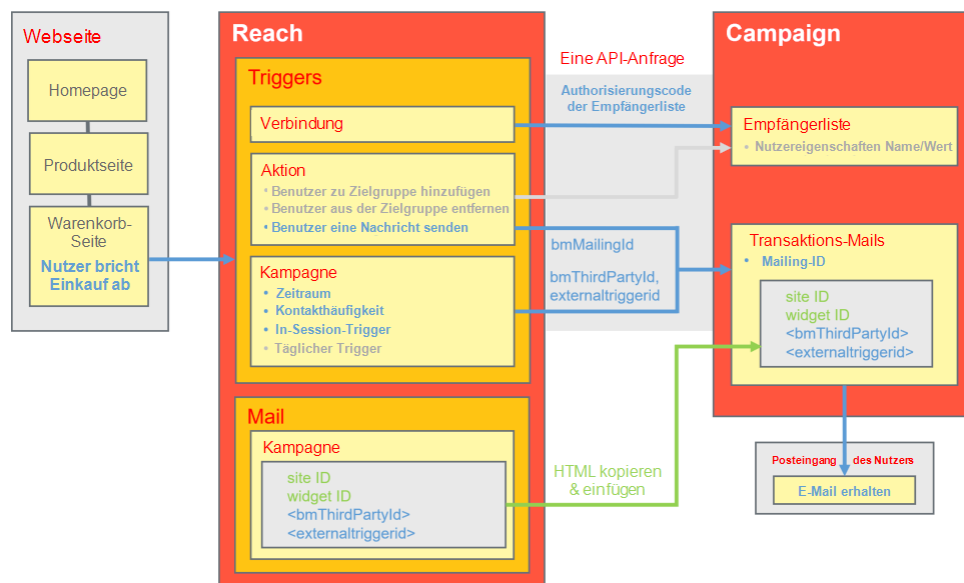 Webseite
Homepage
Produktseite
Warenkorb-
Seite
Nutzer bricht
Einkauf ab
Reach
Triggers
Verbindung
Aktion
• Benutzer zu Zielgruppe hinzufügen
• Benutzer aus der Zielgruppe entfernen
• Benutzer eine Nachricht senden
Kampagne
• Zeitraum
• Kontakthäufigkeit
• In-Session-Trigger
• Täglicher Trigger
Mail
Kampagne
site ID
widget ID
<bmThirdPartyId>
<externaltriggerid>
Eine API-Anfrage
Authorisierungscode
der Empfängerliste
bmMailingId
bmThirdPartyId,
externaltriggerid
HTML kopieren
& einfügen
Campaign
Empfängerliste
• Nutzereigenschaften Name/Wert
Transaktions-Mails
• Mailing-ID
site ID
widget ID
<bmThirdPartyId>
<externaltriggerid>
Posteingang des Nutzers
E-Mail erhalten